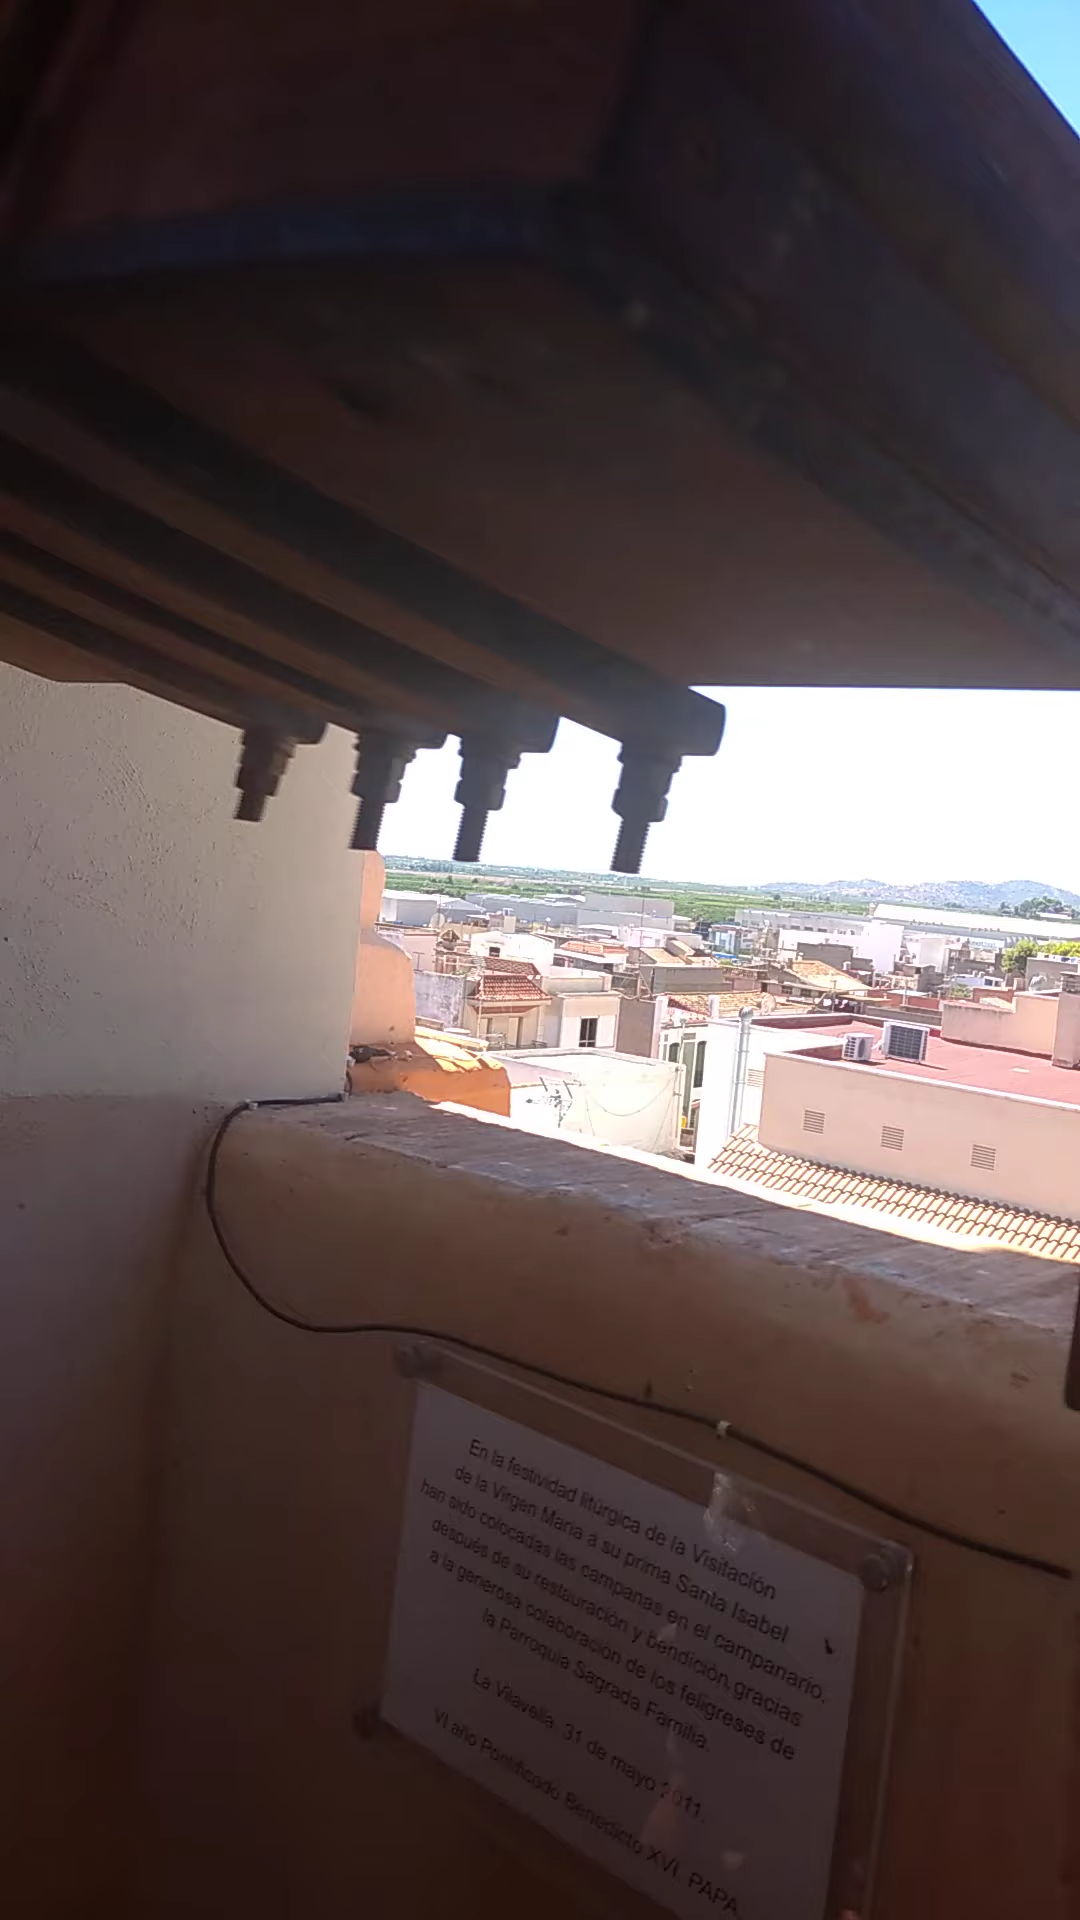 En la festividad litúrgica de la Visitación
de la Virgen Maria a su prima Santa Isabel
han sido colocadas las campanas en el campanario,
después de su restauración y bendición, gracias
a la generosa colaboración de los feligreses de
la Parroquia Sagrada Familia.
La Vilavella, 31 de mayo 2011.
VI año Pontificado Benedicto XVI. PAPA.